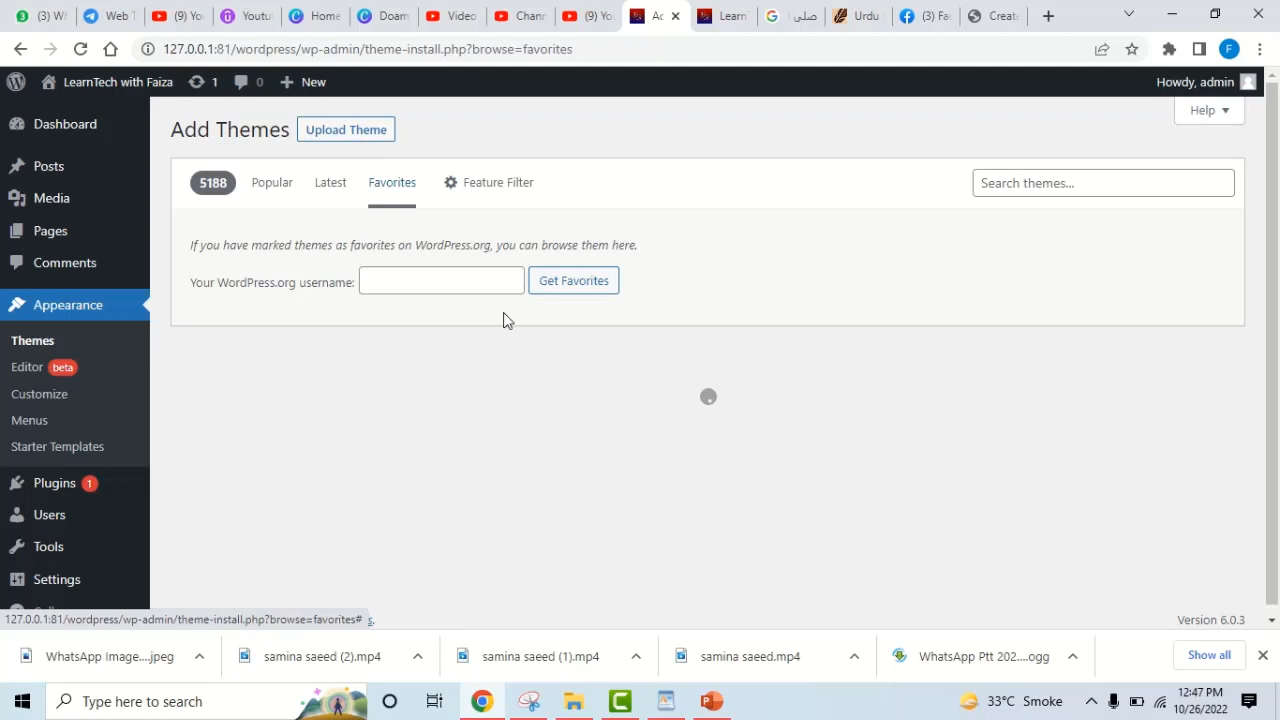 3
(3) W
Web T
(9) Yo
Youtu
Home
Doam
Video
Chanr
(9) Yo
Ac
Learn
صلی ا
Urdu
(3) Fa
Creat
127.0.0.1:81/wordpress/wp-admin/theme-install.php?browse=favorites
F
LearnTech with Faiza
1
0
New
Howdy, admin
Dashboard
Add Themes
Upload Theme
Help
Posts
5188
Popular
Latest
Favorites
Feature Filter
Search themes...
Media
Pages
If you have marked themes as favorites on WordPress.org, you can browse them here.
Comments
Your WordPress.org username:
Get Favorites
Appearance
Themes
Editor beta
Customize
Menus
Starter Templates
Plugins 1
Users
Tools
Settings
127.0.0.1:81/wordpress/wp-admin/theme-install.php?browse=favorites#
s.
Version 6.0.3
WhatsApp Image....jpeg
samina saeed (2).mp4
samina saeed (1).mp4
samina saeed.mp4
WhatsApp Ptt 202....ogg
Show all
Type here to search
33°C Smoke
12:47 PM
10/26/2022